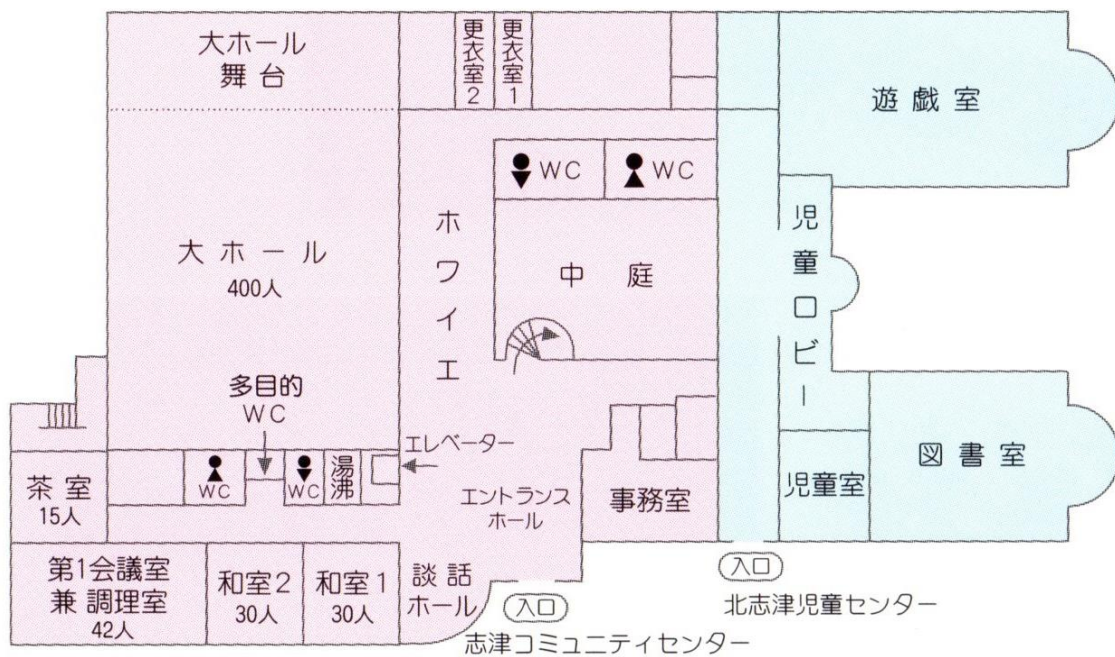 大ホール
舞台
更衣室2
更衣室1
遊戯室
WC
WC
大ホール
400人
ホワイエ
中庭
児童ロビー
多目的
WC
エレベーター
茶室
15人
WC
WC
湯沸
エントランス
ホール
事務室
児童室
図書室
第1会議室
兼調理室
42人
和室2
30人
和室1
30人
談話
ホール
入口
志津コミュニティセンター
入口
北志津児童センター